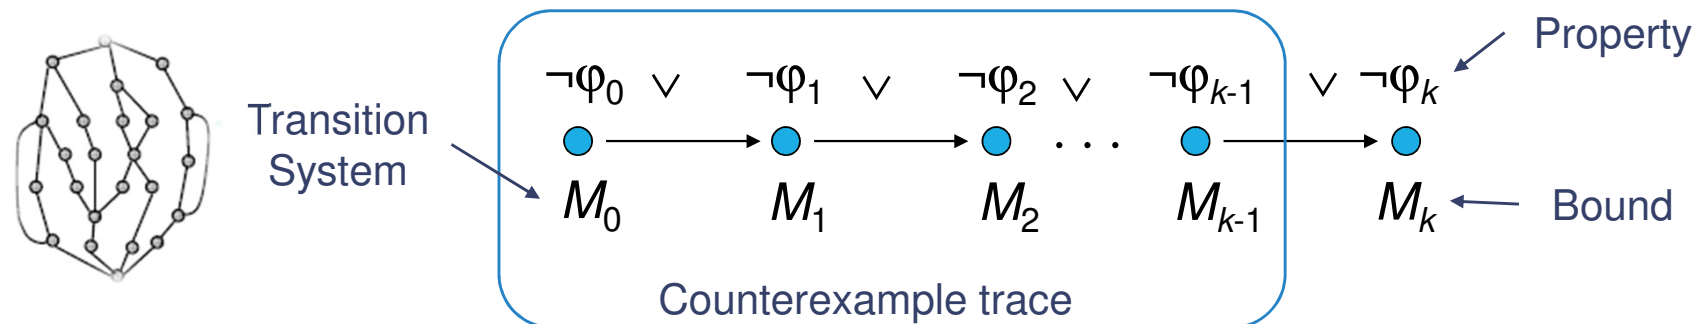 Property
¬φ0 ∨ ¬φ1 ∨ ¬φ2 ∨ ¬φk-1 ∨ ¬φk
Transition
System
. . .
M0 M1 M2 Mk-1 Mk
Bound
Counterexample trace